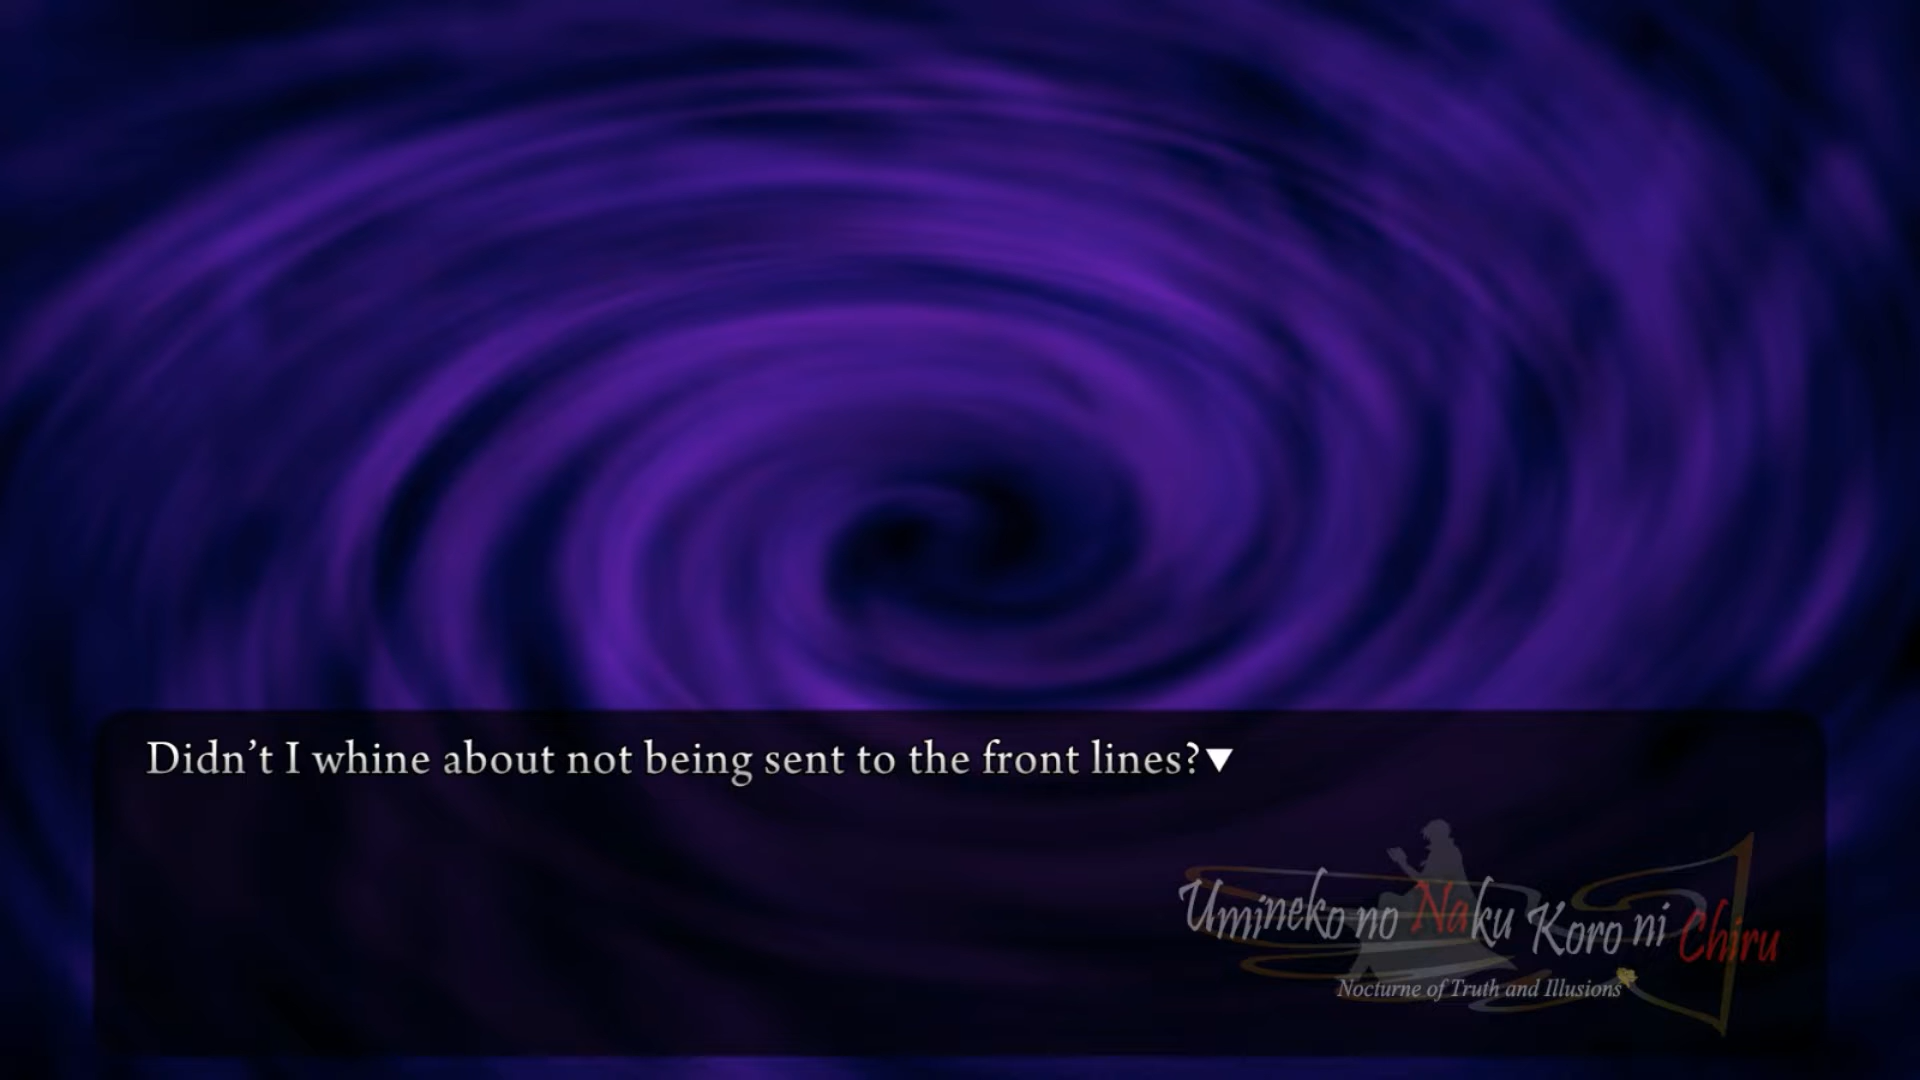 Didn't I whine about not being sent to the front lines?▼
Umineko no Naku Koro ni Chiru
Nocturne of Truth and Illusions